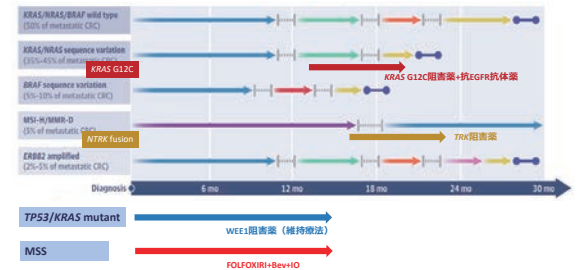 KRAS/NRAS/BRAF wild type
(50% of metastatic CRC)
KRAS/NRAS sequence variation
(35%–45% of metastatic CRC)
KRAS G12C
KRAS G12C阻害薬+抗EGFR抗体薬
BRAF sequence variation
(5%–10% of metastatic CRC)
MSI-H/MMR-D
(5% of metastatic CRC)
NTRK fusion
TRK阻害薬
ERBB2 amplified
(2%–5% of metastatic CRC)
Diagnosis
6 mo
12 mo
18 mo
24 mo
30 mo
TP53/KRAS mutant
WEE1阻害薬（維持療法）
MSS
FOLFOXIRI+Bev+IO